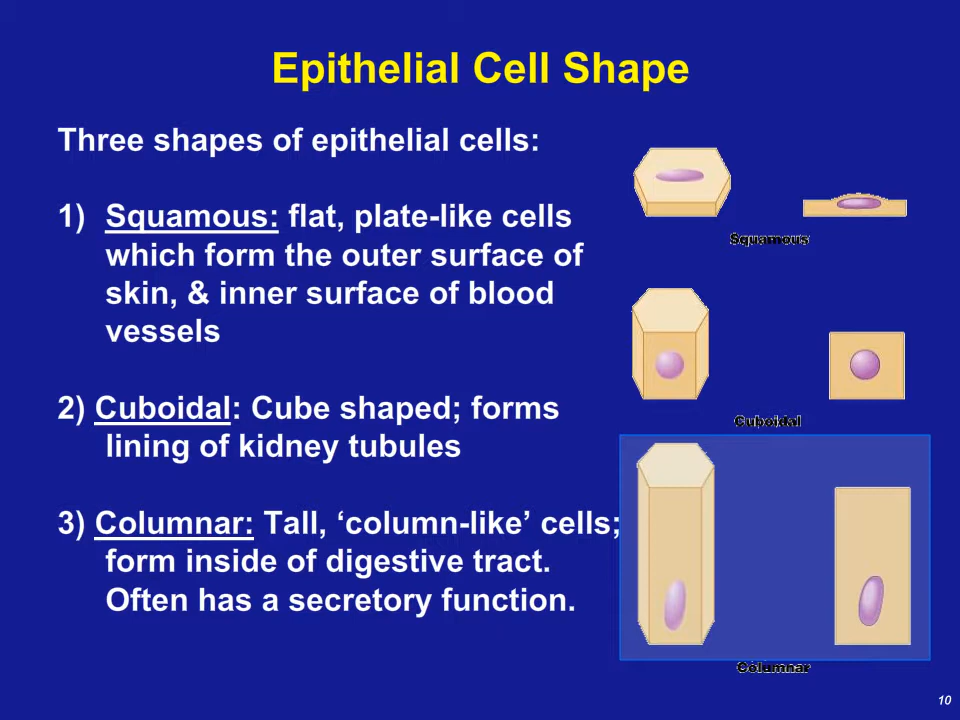 Epithelial Cell Shape
Three shapes of epithelial cells:
1) Squamous: flat, plate-like cells
which form the outer surface of
skin, & inner surface of blood
vessels
Squamous
2) Cuboidal: Cube shaped; forms
lining of kidney tubules
Cuboidal
3) Columnar: Tall, ‘column-like’ cells;
form inside of digestive tract.
Often has a secretory function.
Columnar
10